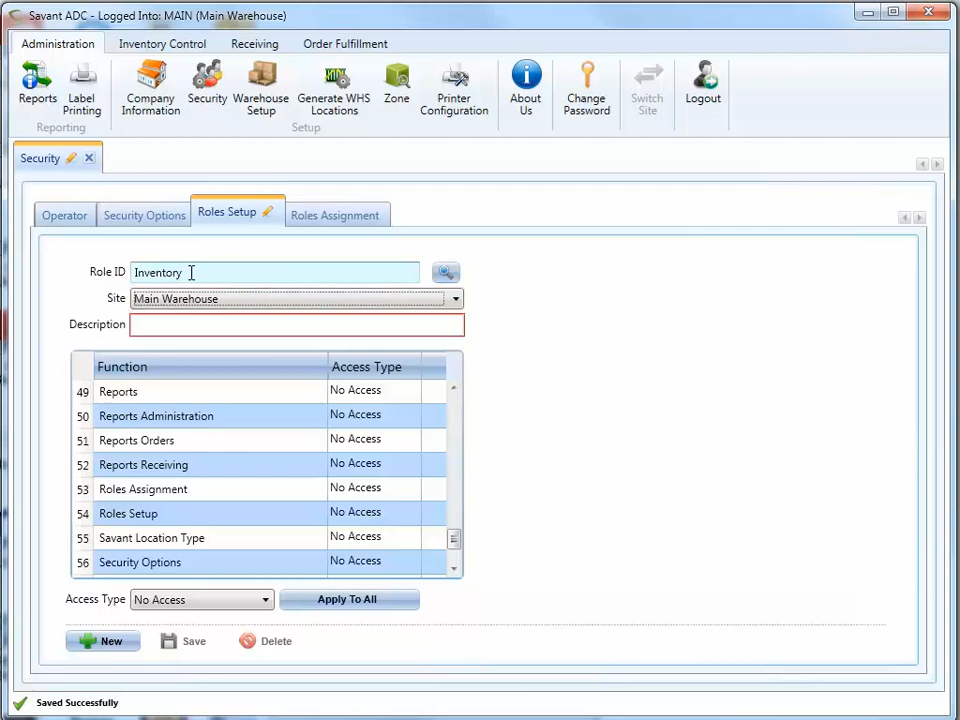 Savant ADC - Logged Into: MAIN (Main Warehouse)
Administration Inventory Control Receiving Order Fulfillment
Reports Label Printing Company Information Security Warehouse Setup Generate WHS Locations Zone Printer Configuration About Us Change Password Switch Site Logout
Reporting Setup
Security
Operator Security Options Roles Setup Roles Assignment
Role ID Inventory
Site Main Warehouse
Description
Function Access Type
49 Reports No Access
50 Reports Administration No Access
51 Reports Orders No Access
52 Reports Receiving No Access
53 Roles Assignment No Access
54 Roles Setup No Access
55 Savant Location Type No Access
56 Security Options No Access
Access Type No Access Apply To All
New Save Delete
Saved Successfully